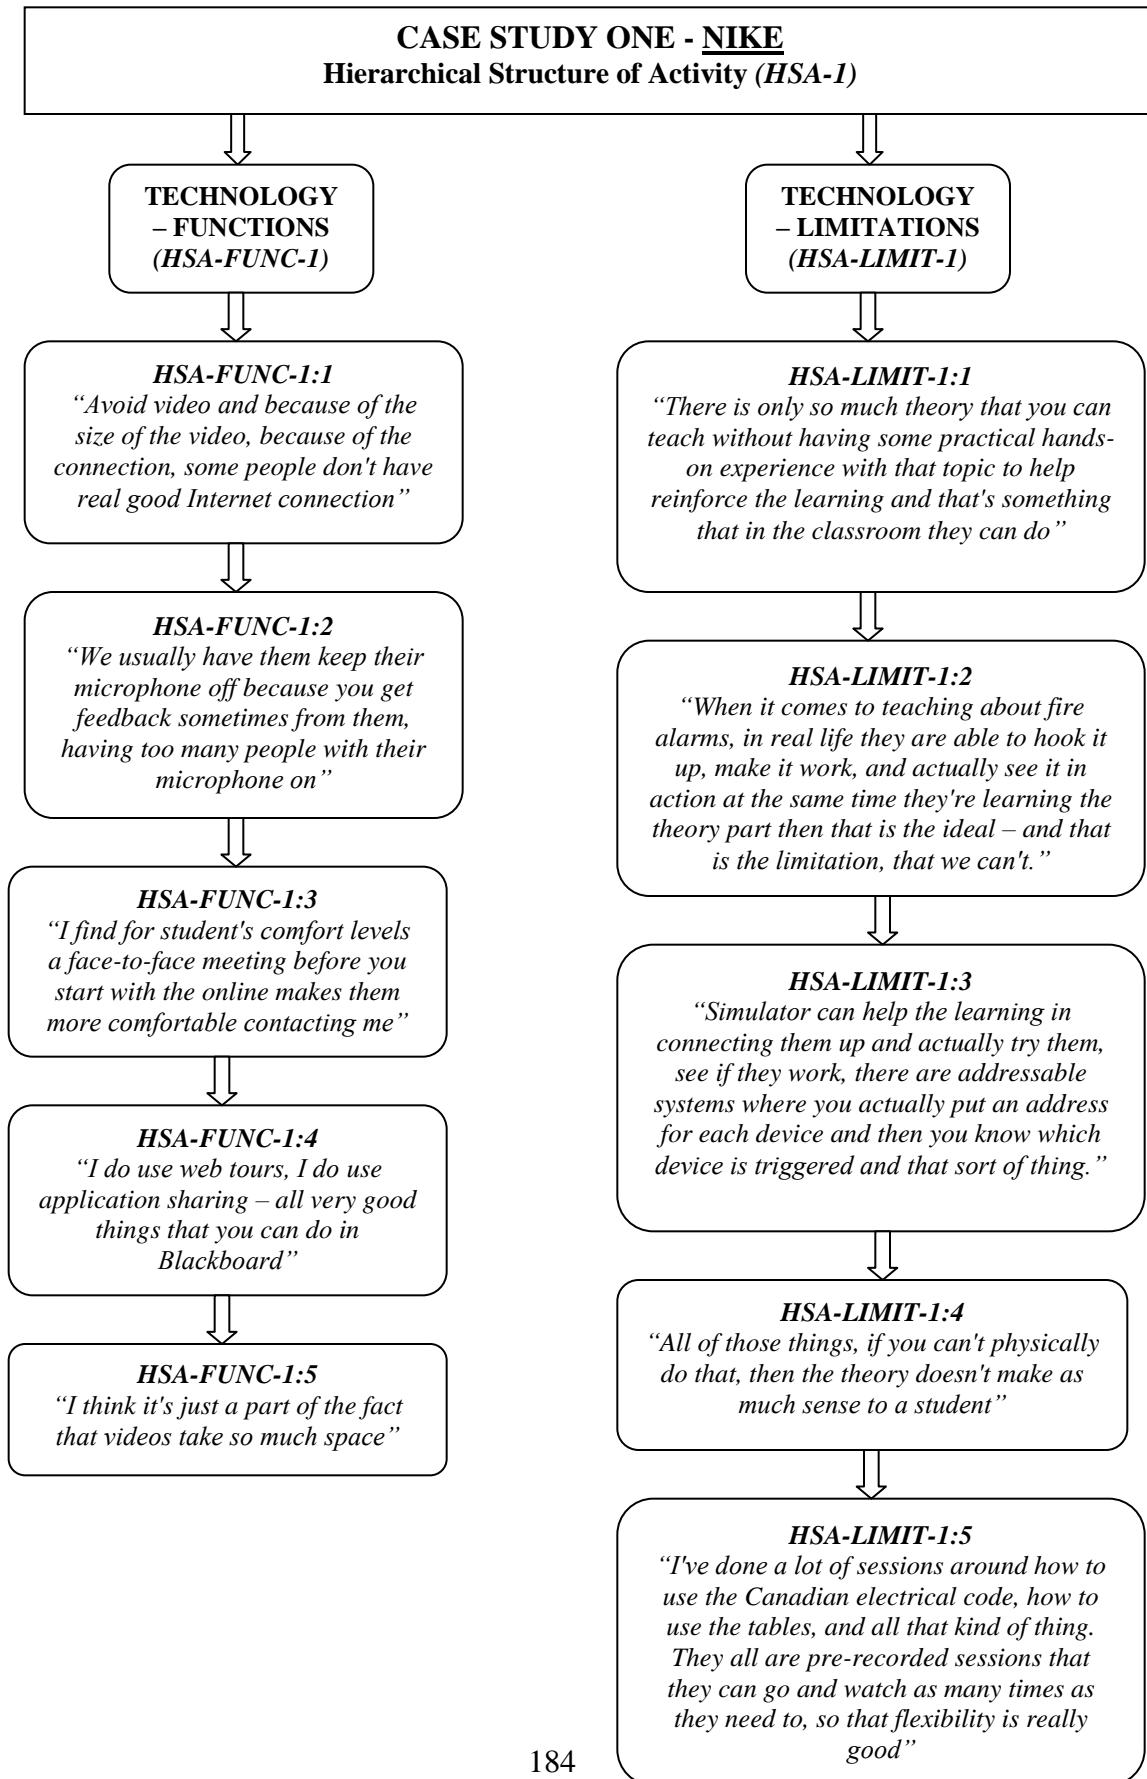 CASE STUDY ONE - NIKE
Hierarchical Structure of Activity (HSA-1)
TECHNOLOGY
– FUNCTIONS
(HSA-FUNC-1)
HSA-FUNC-1:1
“Avoid video and because of the
size of the video, because of the
connection, some people don't have
real good Internet connection”
HSA-FUNC-1:2
“We usually have them keep their
microphone off because you get
feedback sometimes from them,
having too many people with their
microphone on”
HSA-FUNC-1:3
“I find for student's comfort levels
a face-to-face meeting before you
start with the online makes them
more comfortable contacting me”
HSA-FUNC-1:4
“I do use web tours, I do use
application sharing – all very good
things that you can do in
Blackboard”
HSA-FUNC-1:5
“I think it's just a part of the fact
that videos take so much space”
TECHNOLOGY
– LIMITATIONS
(HSA-LIMIT-1)
HSA-LIMIT-1:1
“There is only so much theory that you can
teach without having some practical hands-
on experience with that topic to help
reinforce the learning and that's something
that in the classroom they can do”
HSA-LIMIT-1:2
“When it comes to teaching about fire
alarms, in real life they are able to hook it
up, make it work, and actually see it in
action at the same time they're learning the
theory part then that is the ideal – and that
is the limitation, that we can't.”
HSA-LIMIT-1:3
“Simulator can help the learning in
connecting them up and actually try them,
see if they work, there are addressable
systems where you actually put an address
for each device and then you know which
device is triggered and that sort of thing.”
HSA-LIMIT-1:4
“All of those things, if you can't physically
do that, then the theory doesn't make as
much sense to a student”
HSA-LIMIT-1:5
“I've done a lot of sessions around how to
use the Canadian electrical code, how to
use the tables, and all that kind of thing.
They all are pre-recorded sessions that
they can go and watch as many times as
they need to, so that flexibility is really
good”
184